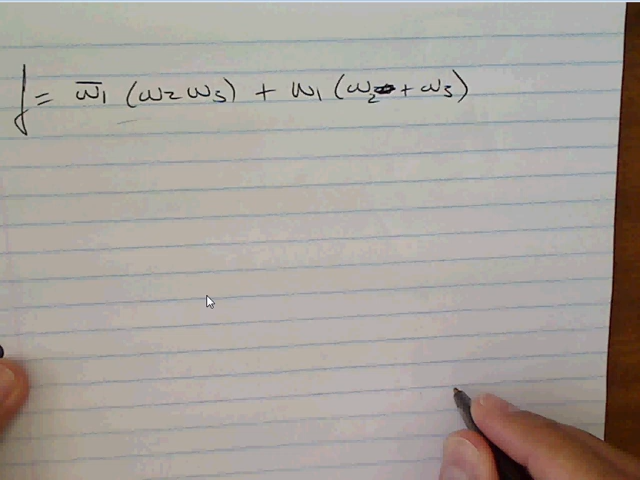 f = w̅₁ (w₂ w₃) + w₁ (w₂ + w₃)